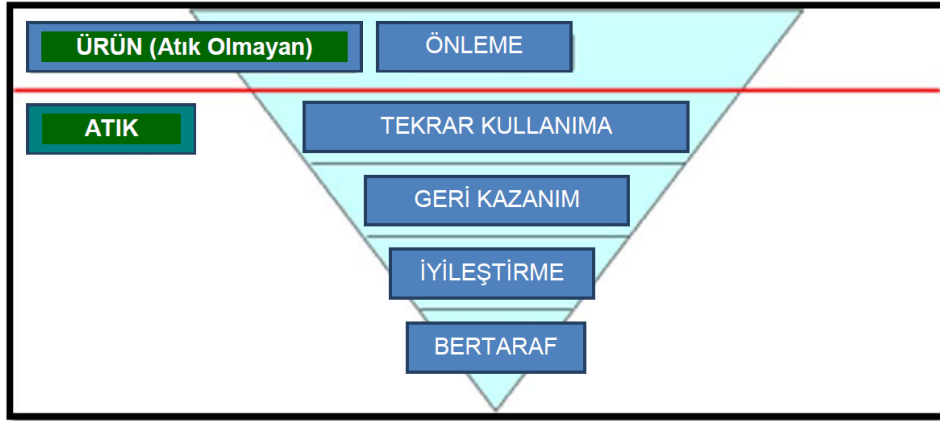 ÜRÜN (Atık Olmayan)
ÖNLEME
ATIK
TEKRAR KULLANIMA
GERİ KAZANIM
İYİLEŞTİRME
BERTARAF